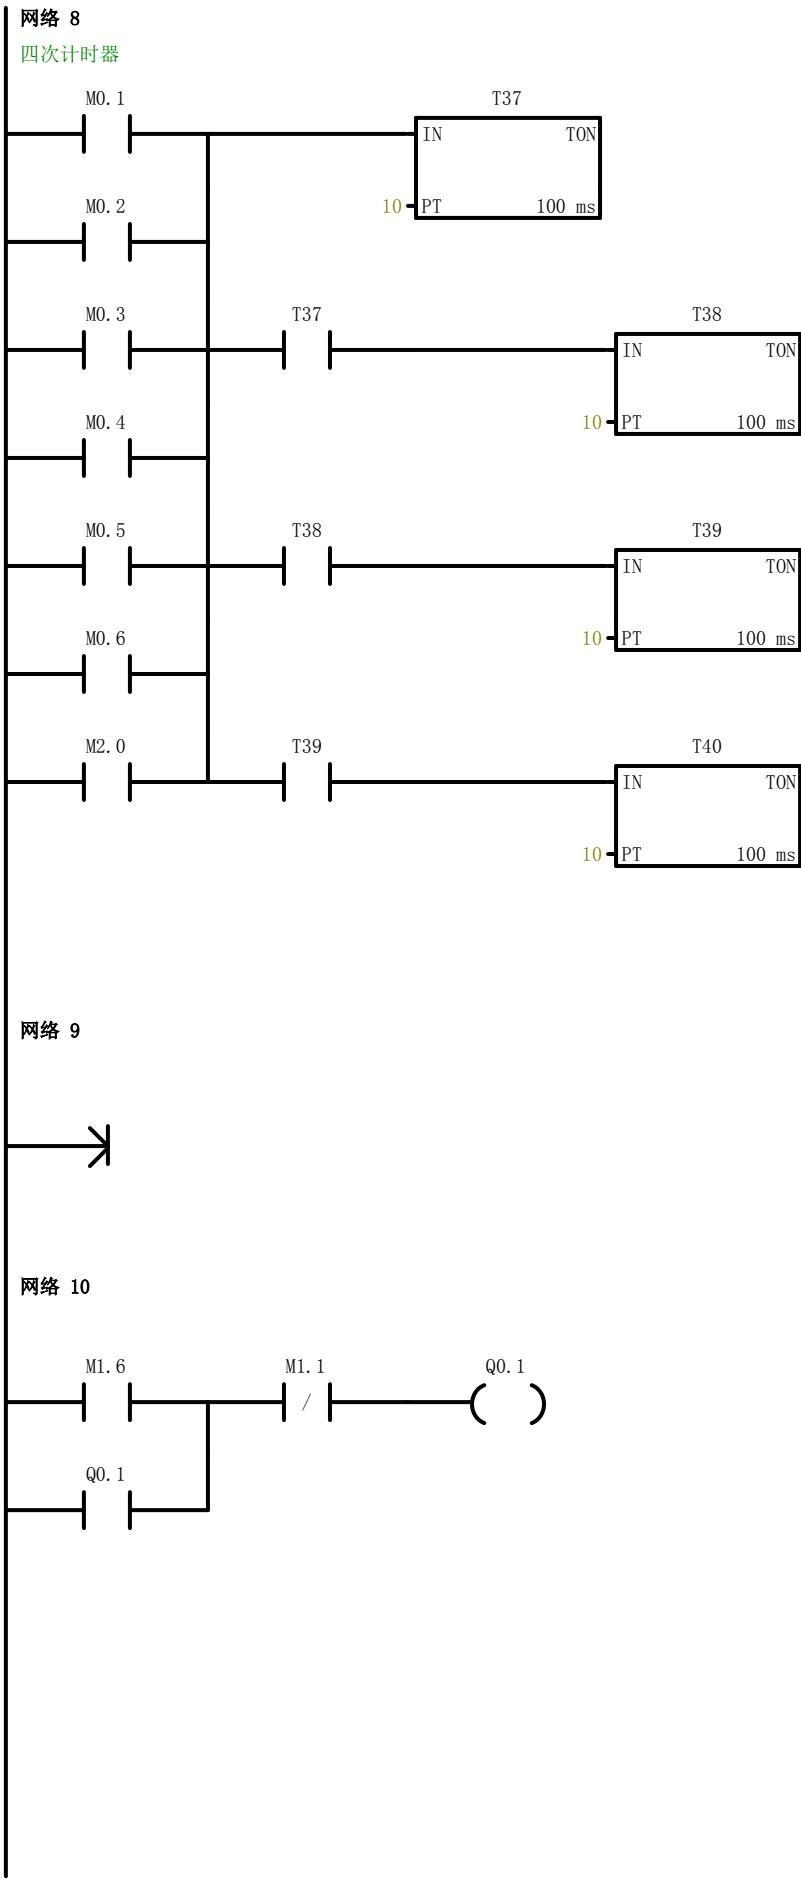 网络 8
四次计时器
M0.1
T37
IN TON
10 PT 100 ms
M0.2
M0.3 T37 T38
IN TON
10 PT 100 ms
M0.4
M0.5 T38 T39
IN TON
10 PT 100 ms
M0.6
M2.0 T39 T40
IN TON
10 PT 100 ms
网络 9
网络 10
M1.6 M1.1 Q0.1
/
Q0.1